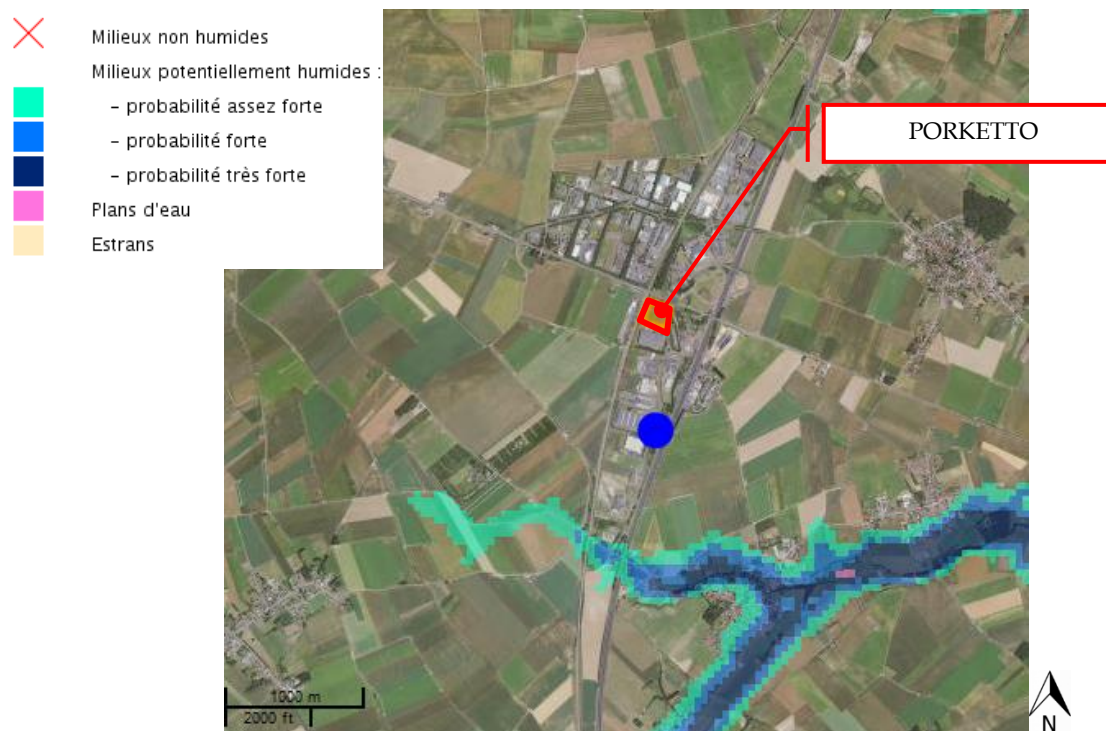 Milieux non humides
Milieux potentiellement humides :
- probabilité assez forte
- probabilité forte
- probabilité très forte
Plans d'eau
Estrans
PORKETTO
1000 m
2000 ft
N